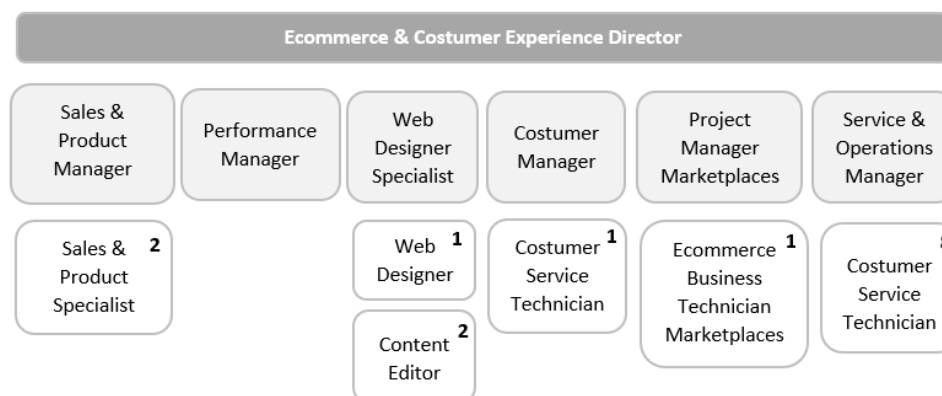 Ecommerce & Costumer Experience Director
Sales &
Product
Manager
Performance
Manager
Web
Designer
Specialist
Costumer
Manager
Project
Manager
Marketplaces
Service &
Operations
Manager
Sales & 2
Product
Specialist
Web 1
Designer
Content 2
Editor
Costumer 1
Service
Technician
Ecommerce 1
Business
Technician
Marketplaces
Costumer
Service
Technician